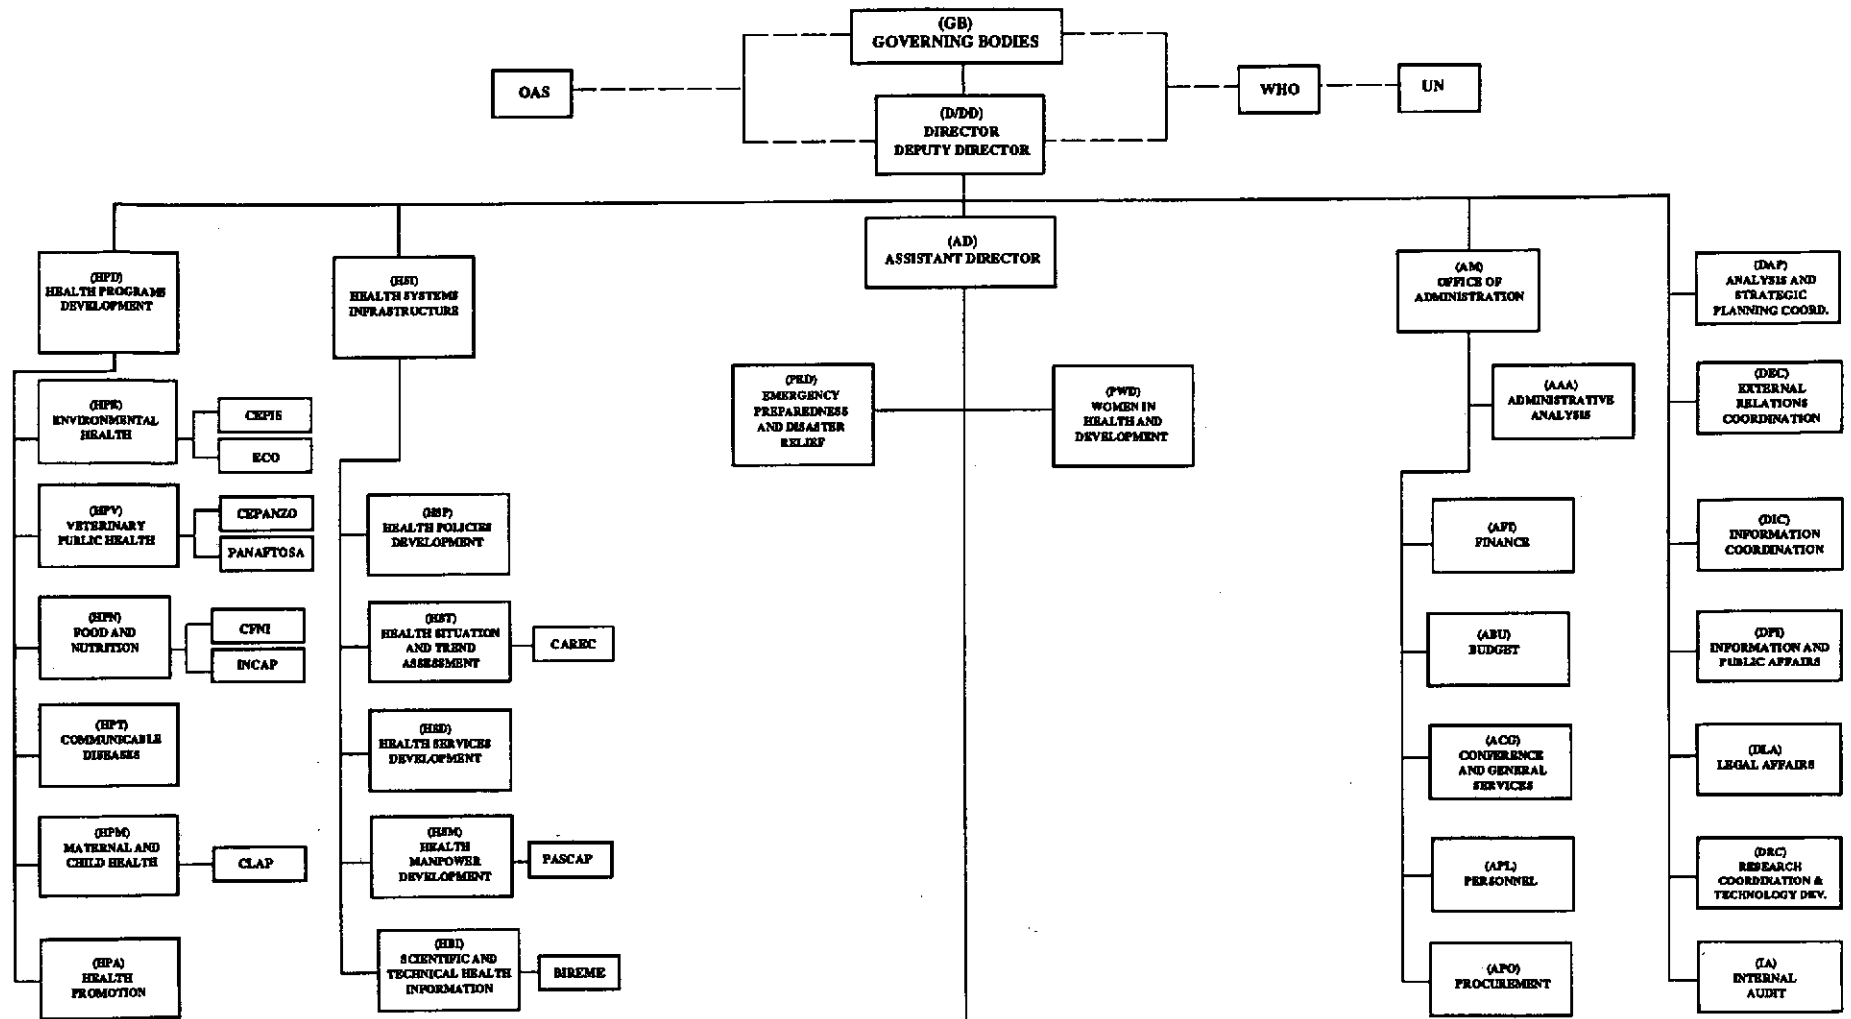 (GB)
GOVERNING BODIES
OAS
WHO
UN
(D/DD)
DIRECTOR
DEPUTY DIRECTOR
(AD)
ASSISTANT DIRECTOR
(HPD)
HEALTH PROGRAMS
DEVELOPMENT
(HSI)
HEALTH SYSTEMS
INFRASTRUCTURE
(AM)
OFFICE OF
ADMINISTRATION
(DAP)
ANALYSIS AND
STRATEGIC
PLANNING COORD.
(HPE)
ENVIRONMENTAL
HEALTH
CEPIS
ECO
(HPV)
VETERINARY
PUBLIC HEALTH
CEPANZO
PANAFTOSA
(HPN)
FOOD AND
NUTRITION
CFNI
INCAP
(HPT)
COMMUNICABLE
DISEASES
(HPM)
MATERNAL AND
CHILD HEALTH
CLAP
(HPA)
HEALTH
PROMOTION
(HSP)
HEALTH POLICIES
DEVELOPMENT
(HST)
HEALTH SITUATION
AND TREND
ASSESSMENT
CAREC
(HSD)
HEALTH SERVICES
DEVELOPMENT
(HSM)
HEALTH
MANPOWER
DEVELOPMENT
PASCAP
(HBI)
SCIENTIFIC AND
TECHNICAL HEALTH
INFORMATION
BIREME
(PED)
EMERGENCY
PREPAREDNESS
AND DISASTER
RELIEF
(PWD)
WOMEN IN
HEALTH AND
DEVELOPMENT
(AAA)
ADMINISTRATIVE
ANALYSIS
(AFI)
FINANCE
(ABU)
BUDGET
(ACG)
CONFERENCE
AND GENERAL
SERVICES
(APL)
PERSONNEL
(APO)
PROCUREMENT
(DEC)
EXTERNAL
RELATIONS
COORDINATION
(DIC)
INFORMATION
COORDINATION
(DPI)
INFORMATION AND
PUBLIC AFFAIRS
(DLA)
LEGAL AFFAIRS
(DRC)
RESEARCH
COORDINATION &
TECHNOLOGY DEV.
(IA)
INTERNAL
AUDIT